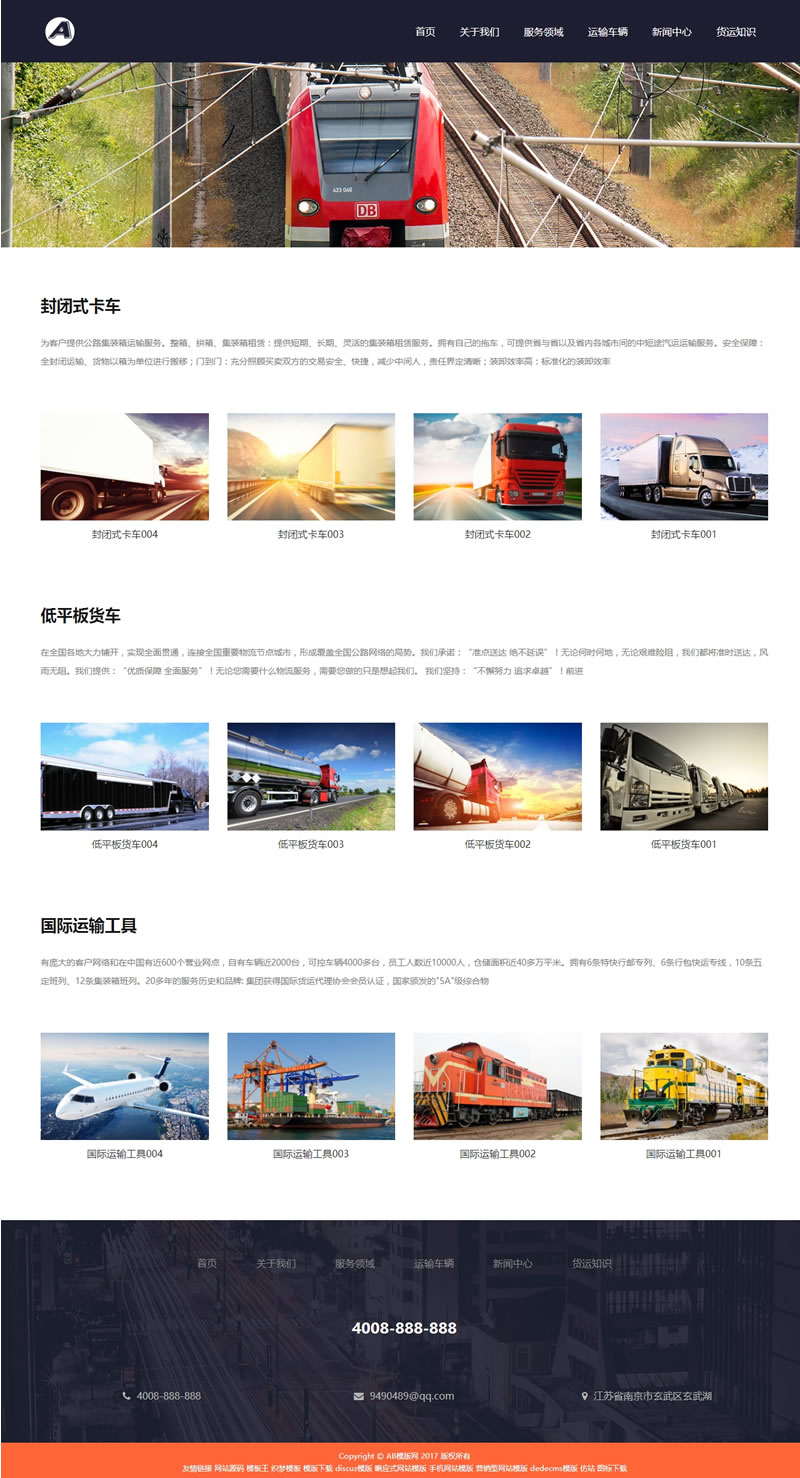 A
首页 关于我们 服务领域 运输车辆 新闻中心 货运知识
423 048
DB
封闭式卡车
为客户提供公路集装箱运输服务。整箱、拼箱、集装箱租赁：提供短期、长期、灵活的集装箱租赁服务。拥有自己的拖车，可提供省与省以及省内各城市间的中短途汽运运输服务。安全保障：
全封闭运输、货物以箱为单位进行搬移；门到门：充分照顾买卖双方的交易安全、快捷，减少中间人，责任界定清晰；装卸效率高：标准化的装卸效率
封闭式卡车004 封闭式卡车003 封闭式卡车002 封闭式卡车001
低平板货车
在全国各地大力铺开，实现全面贯通，连接全国重要物流节点城市，形成覆盖全国公路网络的局势。我们承诺：“准点送达 绝不延误”！无论何时何地，无论艰难险阻，我们都将准时送达，风
雨无阻。我们提供：“优质保障 全面服务”！无论您需要什么物流服务，需要您做的只是想起我们。 我们坚持：“不懈努力 追求卓越”！前进
低平板货车004 低平板货车003 低平板货车002 低平板货车001
国际运输工具
有庞大的客户网络和在中国有近600个营业网点，自有车辆近2000台，可控车辆4000多台，员工人数近10000人，仓储面积近40多万平米。拥有6条特快行邮专列、6条行包快运专线，10条五
定班列、12条集装箱班列。20多年的服务历史和品牌: 集团获得国际货运代理协会会员认证，国家颁发的"5A"级综合物
国际运输工具004 国际运输工具003 国际运输工具002 国际运输工具001
首页 关于我们 服务领域 运输车辆 新闻中心 货运知识
4008-888-888
4008-888-888 9490489@qq.com 江苏省南京市玄武区玄武湖
Copyright © AB模版网 2017 版权所有
友情链接 网站源码 模板王 织梦模板 模版下载 discuz模版 响应式网站模版 手机网站模版 营销型网站模版 dedecms模版 仿站 图标下载